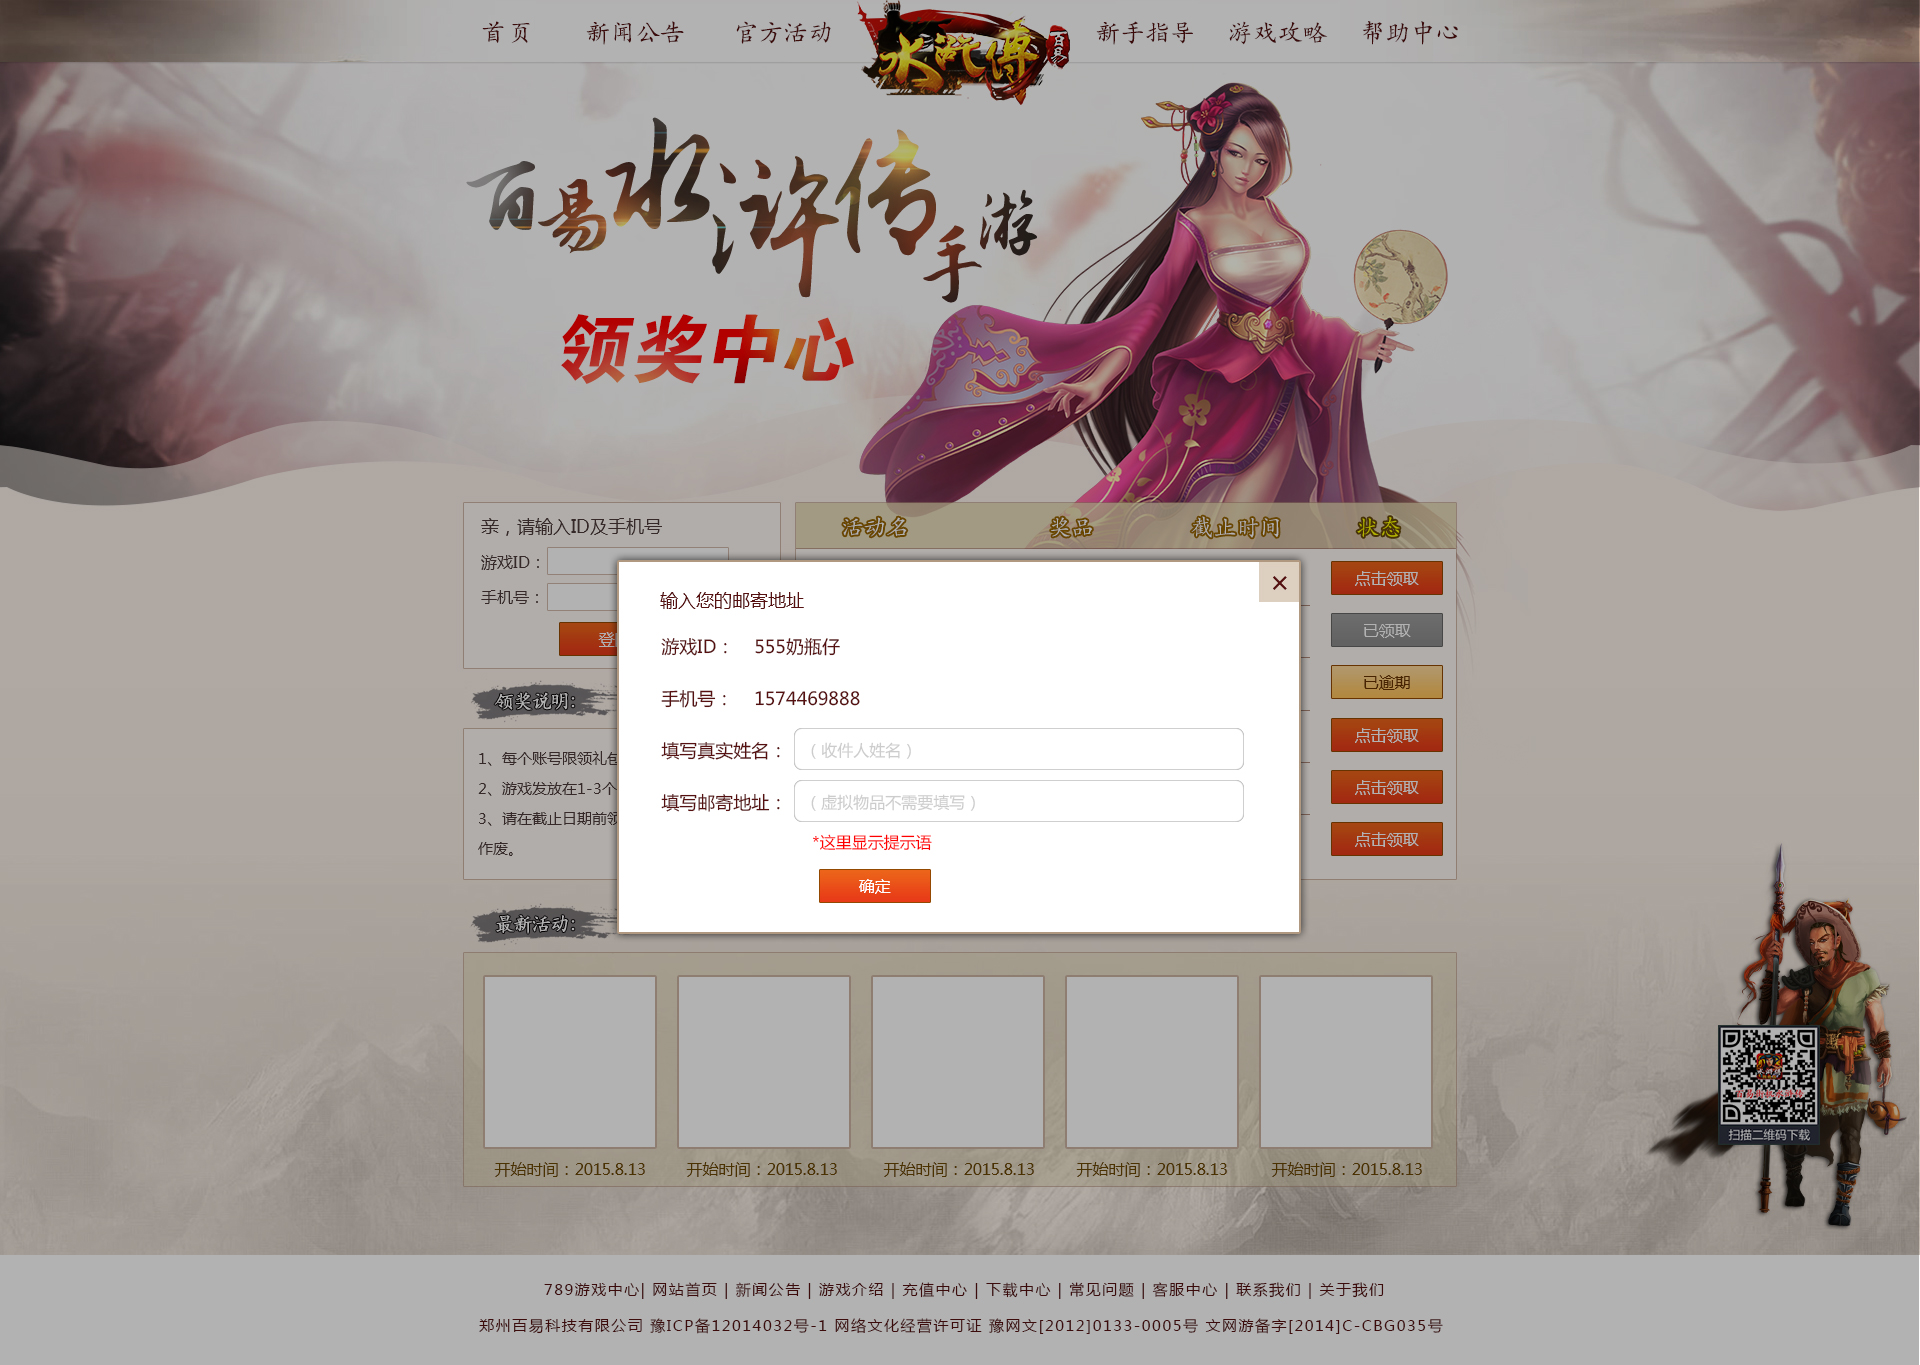 首页 新闻公告 官方活动 水浒傳 百易 新手指导 游戏攻略 帮助中心
百易水浒传手游
领奖中心
亲，请输入ID及手机号
游戏ID：
手机号：
登
领奖说明:
1、每个账号限领礼包
2、游戏发放在1-3个
3、请在截止日期前领
作废。
活动名 奖品 截止时间 状态
点击领取
已领取
已逾期
点击领取
点击领取
点击领取
×
输入您的邮寄地址
游戏ID： 555奶瓶仔
手机号： 1574469888
填写真实姓名： （收件人姓名）
填写邮寄地址： （虚拟物品不需要填写）
*这里显示提示语
确定
最新活动:
开始时间：2015.8.13 开始时间：2015.8.13 开始时间：2015.8.13 开始时间：2015.8.13 开始时间：2015.8.13
扫描二维码下载
789游戏中心| 网站首页 | 新闻公告 | 游戏介绍 | 充值中心 | 下载中心 | 常见问题 | 客服中心 | 联系我们 | 关于我们
郑州百易科技有限公司 豫ICP备12014032号-1 网络文化经营许可证 豫网文[2012]0133-0005号 文网游备字[2014]C-CBG035号